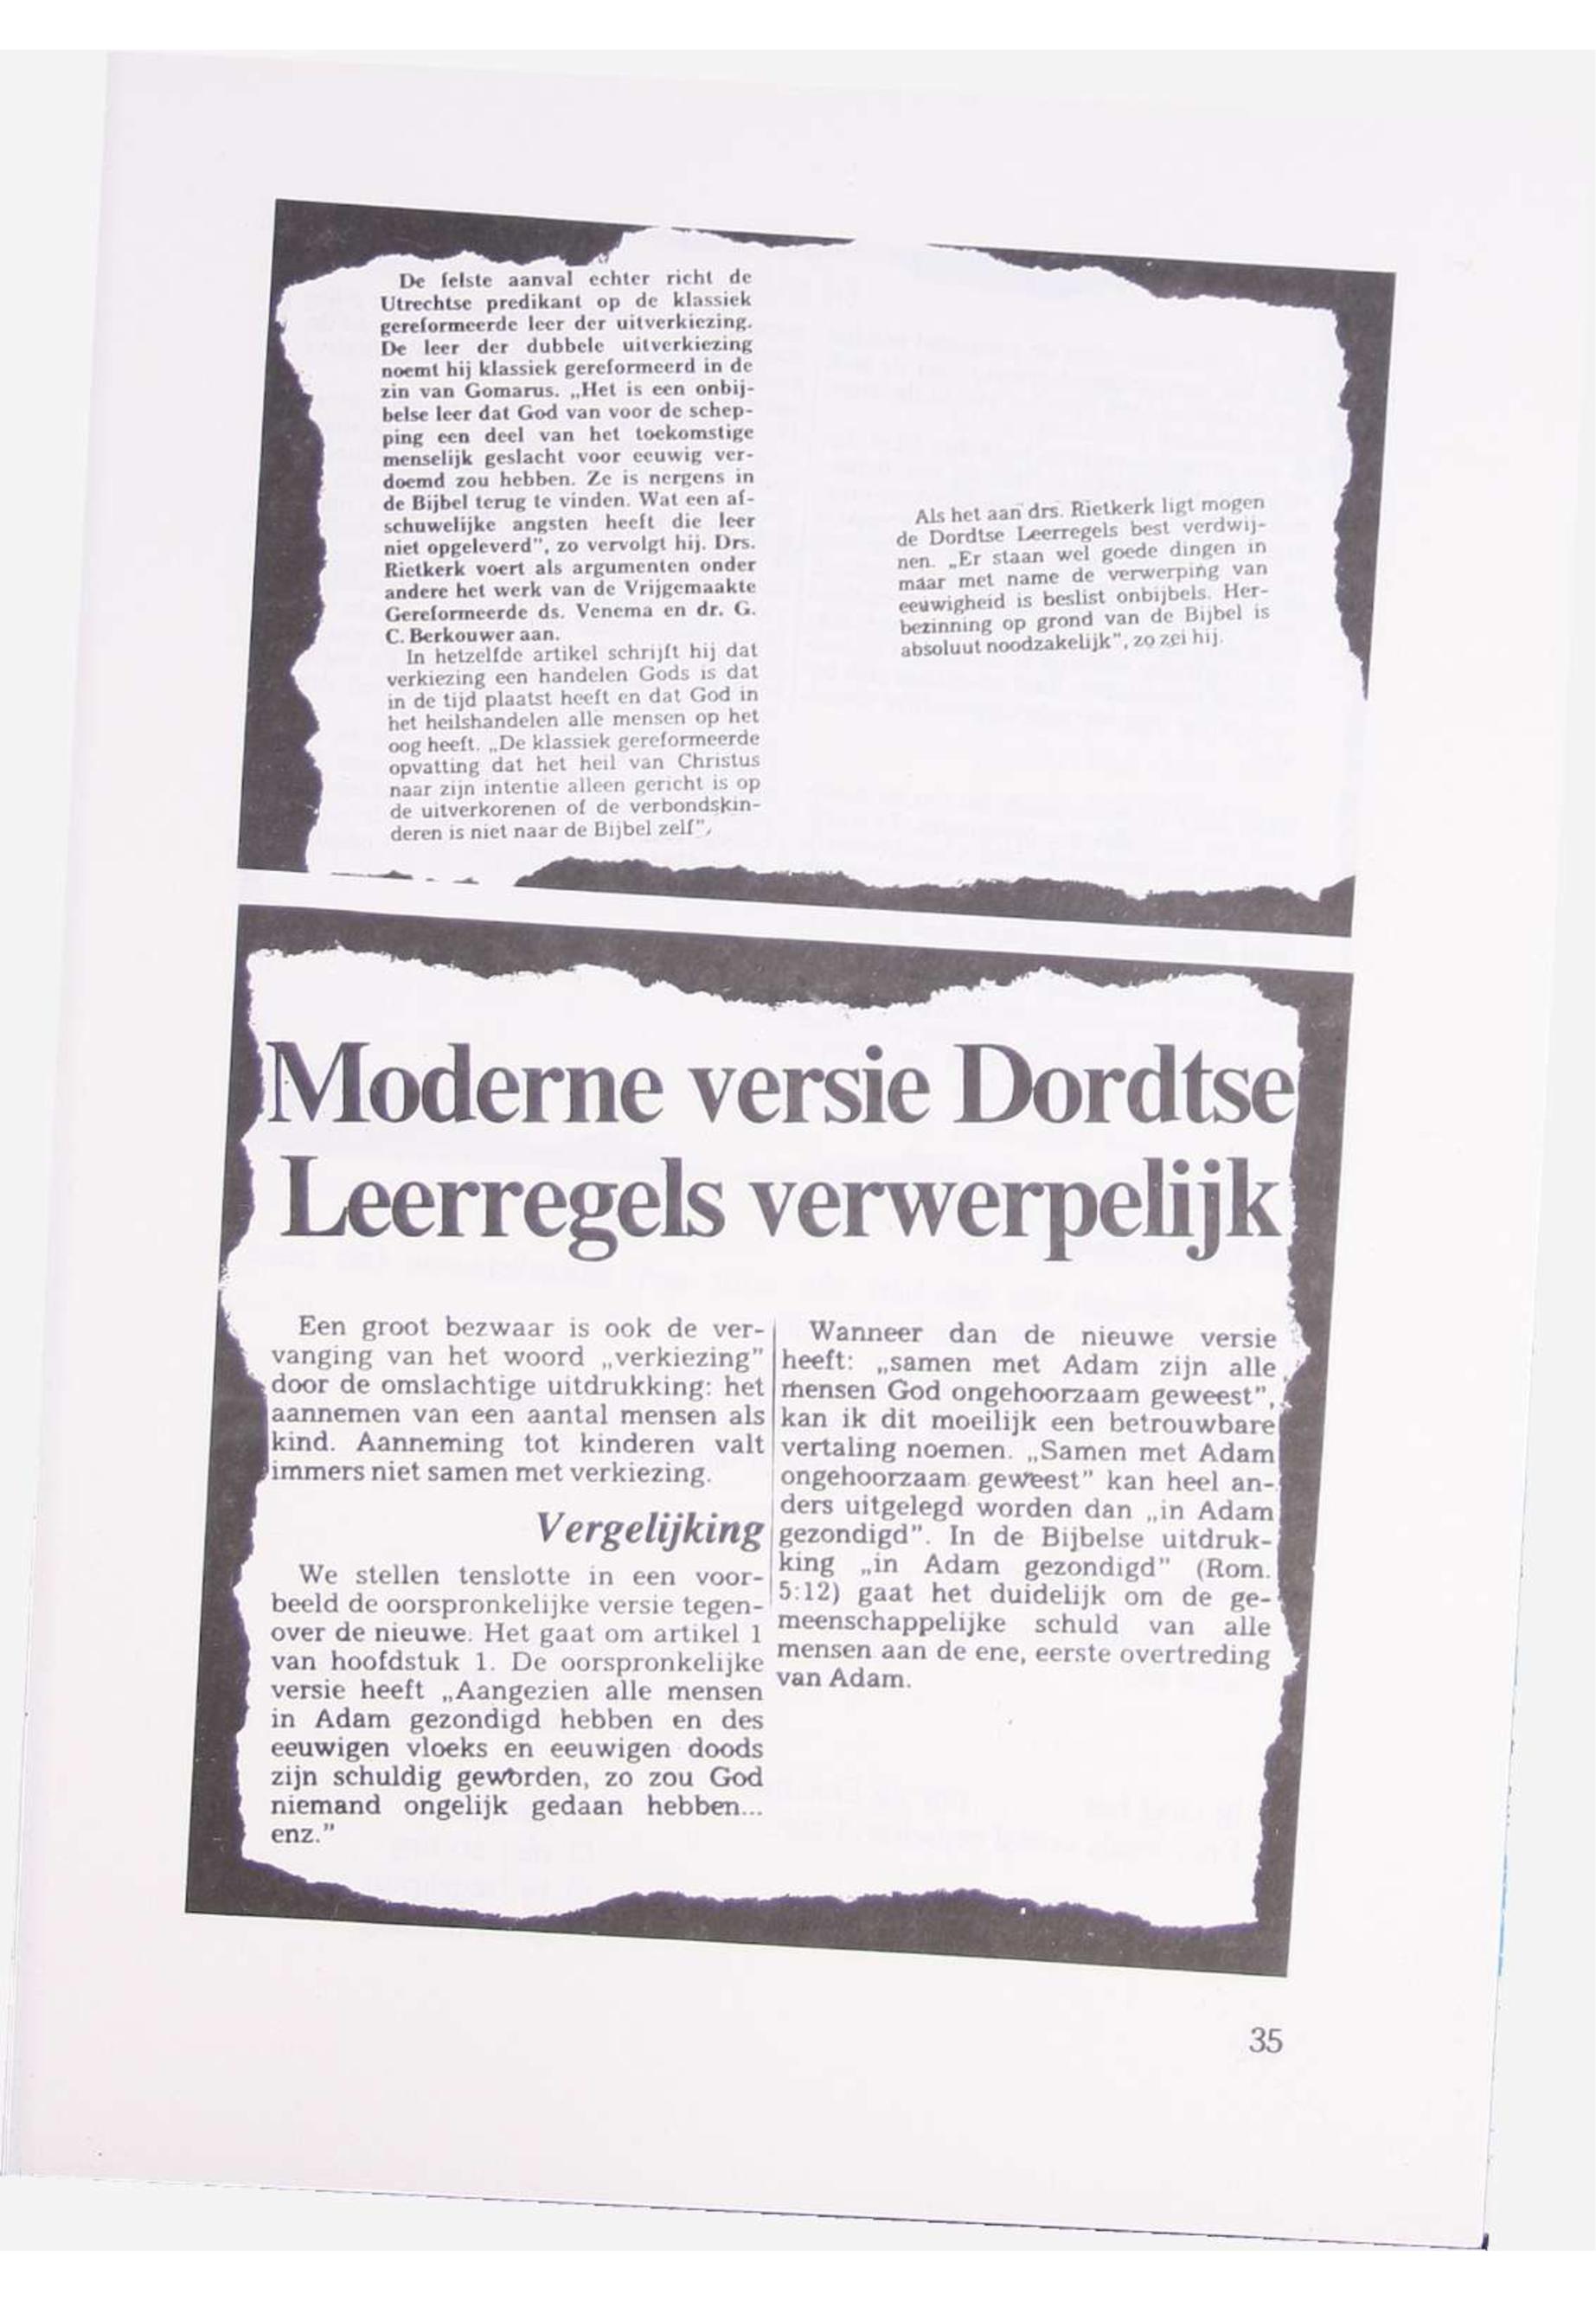 De felste aanval echter richt de
Utrechtse predikant op de klassiek
gereformeerde leer der uitverkiezing.
De leer der dubbele uitverkiezing
noemt hij klassiek gereformeerd in de
zin van Gomarus. „Het is een onbij-
belse leer dat God van voor de schep-
ping een deel van het toekomstige
menselijk geslacht voor eeuwig ver-
doemd zou hebben. Ze is nergens in
de Bijbel terug te vinden. Wat een af-
schuwelijke angsten heeft die leer
niet opgeleverd”, zo vervolgt hij. Drs.
Rietkerk voert als argumenten onder
andere het werk van de Vrijgemaakte
Gereformeerde ds. Venema en dr. G.
C. Berkouwer aan.
In hetzelfde artikel schrijft hij dat
verkiezing een handelen Gods is dat
in de tijd plaatst heeft en dat God in
het heilshandelen alle mensen op het
oog heeft. „De klassiek gereformeerde
opvatting dat het heil van Christus
naar zijn intentie alleen gericht is op
de uitverkorenen of de verbondskin-
deren is niet naar de Bijbel zelf”,
Als het aan drs. Rietkerk ligt mogen
de Dordtse Leerregels best verdwij-
nen. „Er staan wel goede dingen in
maar met name de verwerping van
eeuwigheid is beslist onbijbels. Her-
bezinning op grond van de Bijbel is
absoluut noodzakelijk”, zo zei hij.
Moderne versie Dordtse
Leerregels verwerpelijk
Een groot bezwaar is ook de ver-
vanging van het woord „verkiezing”
door de omslachtige uitdrukking: het
aannemen van een aantal mensen als
kind. Aanneming tot kinderen valt
immers niet samen met verkiezing.
Vergelijking
We stellen tenslotte in een voor-
beeld de oorspronkelijke versie tegen-
over de nieuwe. Het gaat om artikel 1
van hoofdstuk 1. De oorspronkelijke
versie heeft „Aangezien alle mensen
in Adam gezondigd hebben en des
eeuwigen vloeks en eeuwigen doods
zijn schuldig geworden, zo zou God
niemand ongelijk gedaan hebben...
enz.”
Wanneer dan de nieuwe versie
heeft: „samen met Adam zijn alle
mensen God ongehoorzaam geweest”,
kan ik dit moeilijk een betrouwbare
vertaling noemen. „Samen met Adam
ongehoorzaam geweest” kan heel an-
ders uitgelegd worden dan „in Adam
gezondigd”. In de Bijbelse uitdruk-
king „in Adam gezondigd” (Rom.
5:12) gaat het duidelijk om de ge-
meenschappelijke schuld van alle
mensen aan de ene, eerste overtreding
van Adam.
35